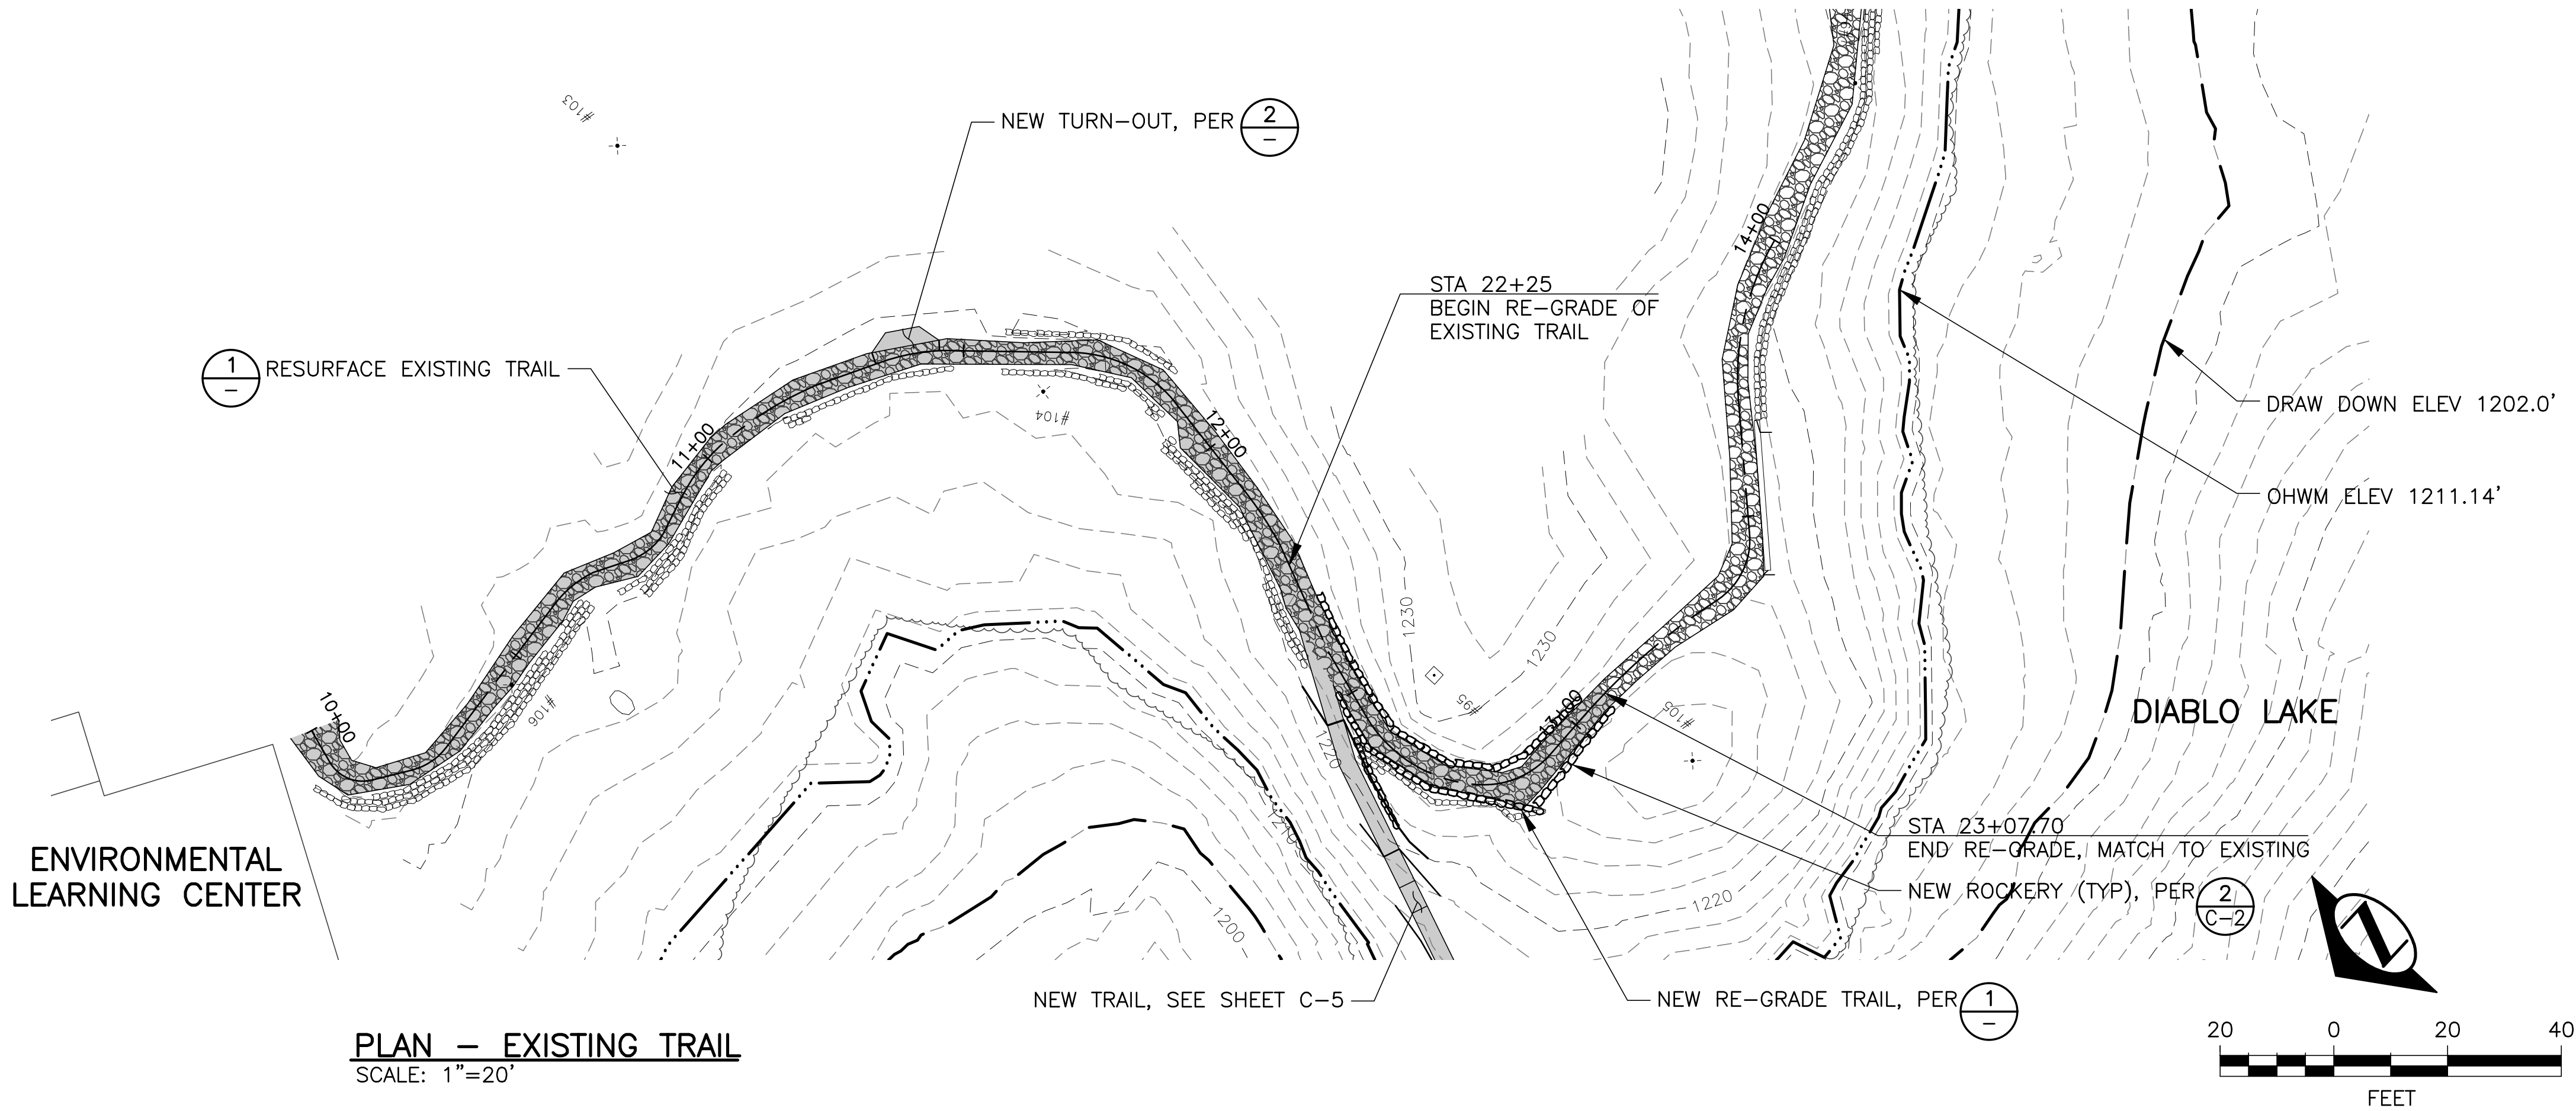 #103
NEW TURN-OUT, PER 2
-
14+00
STA 22+25
BEGIN RE-GRADE OF
EXISTING TRAIL
1
-
RESURFACE EXISTING TRAIL
DRAW DOWN ELEV 1202.0'
OHWM ELEV 1211.14'
#104
11+00
12+00
1230
1230
#95
#106
#105
10+00
13+00
DIABLO LAKE
1220
1210
STA 23+07.70
END RE-GRADE, MATCH TO EXISTING
NEW ROCKERY (TYP), PER 2
C-2
ENVIRONMENTAL
LEARNING CENTER
1200
1220
NEW TRAIL, SEE SHEET C-5
NEW RE-GRADE TRAIL, PER 1
-
PLAN - EXISTING TRAIL
SCALE: 1"=20'
20 0 20 40
FEET